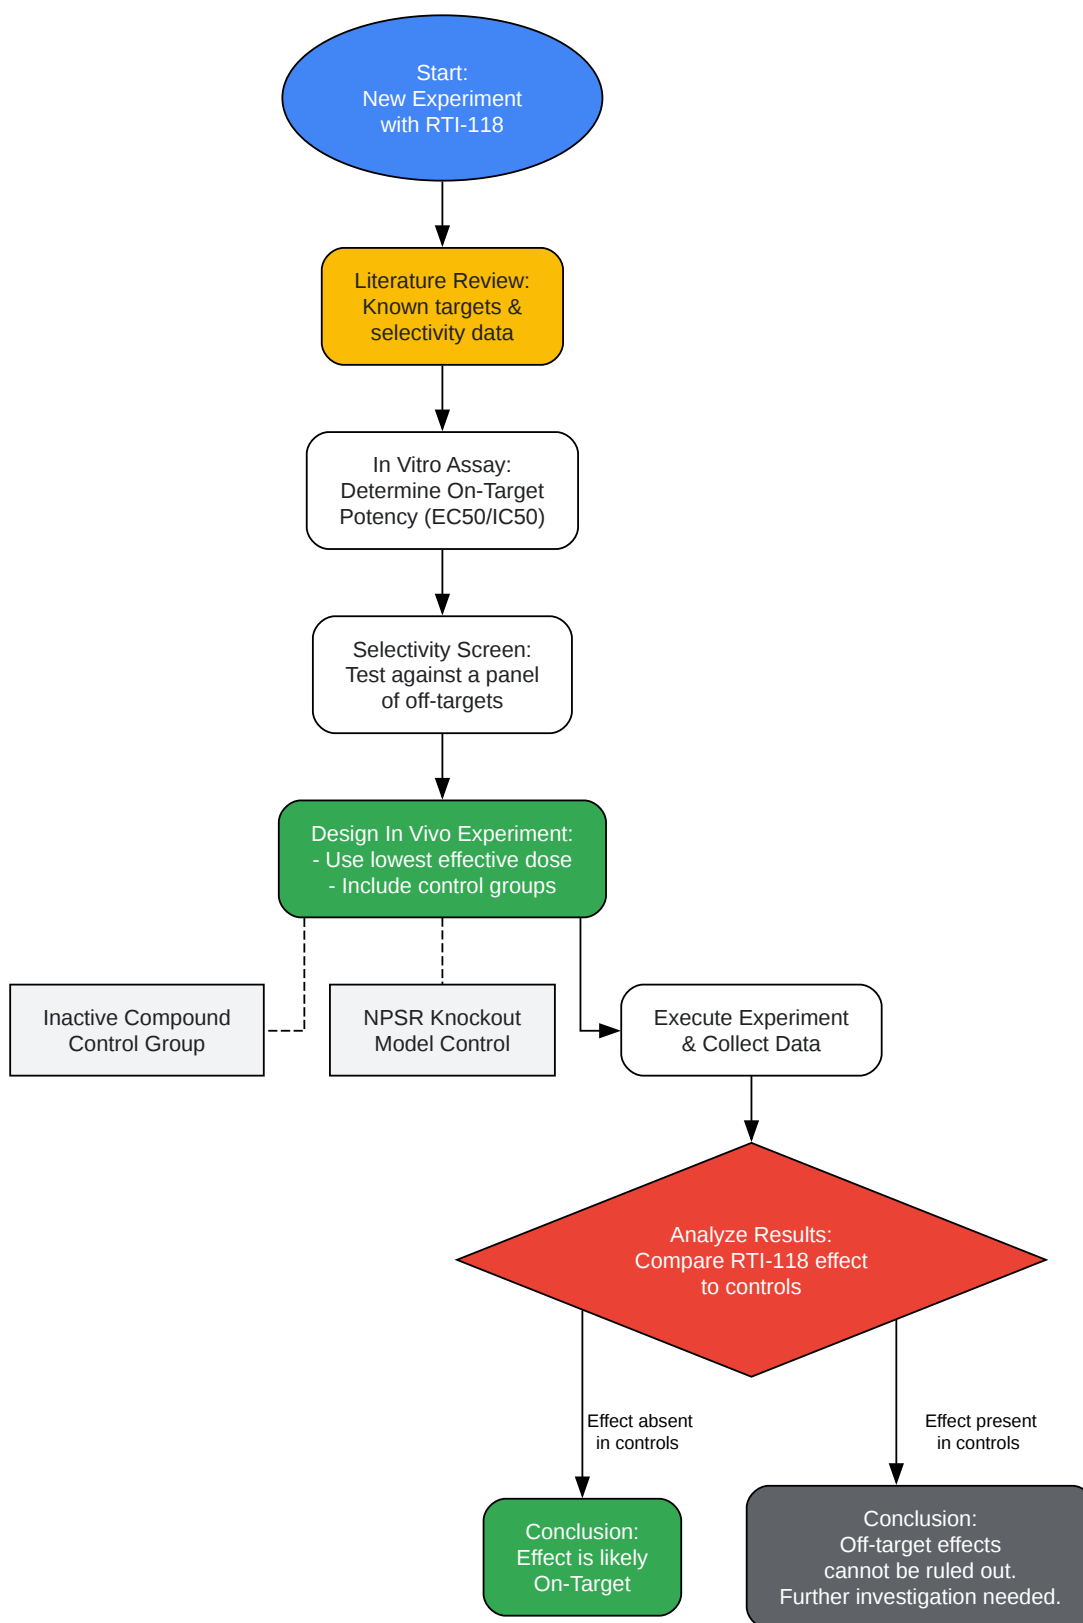 Start:
New Experiment
with RTI-118
Literature Review:
Known targets &
selectivity data
In Vitro Assay:
Determine On-Target
Potency (EC50/IC50)
Selectivity Screen:
Test against a panel
of off-targets
Design In Vivo Experiment:
- Use lowest effective dose
- Include control groups
Inactive Compound
Control Group
NPSR Knockout
Model Control
Execute Experiment
& Collect Data
Analyze Results:
Compare RTI-118 effect
to controls
Effect absent
in controls
Effect present
in controls
Conclusion:
Effect is likely
On-Target
Conclusion:
Off-target effects
cannot be ruled out.
Further investigation needed.